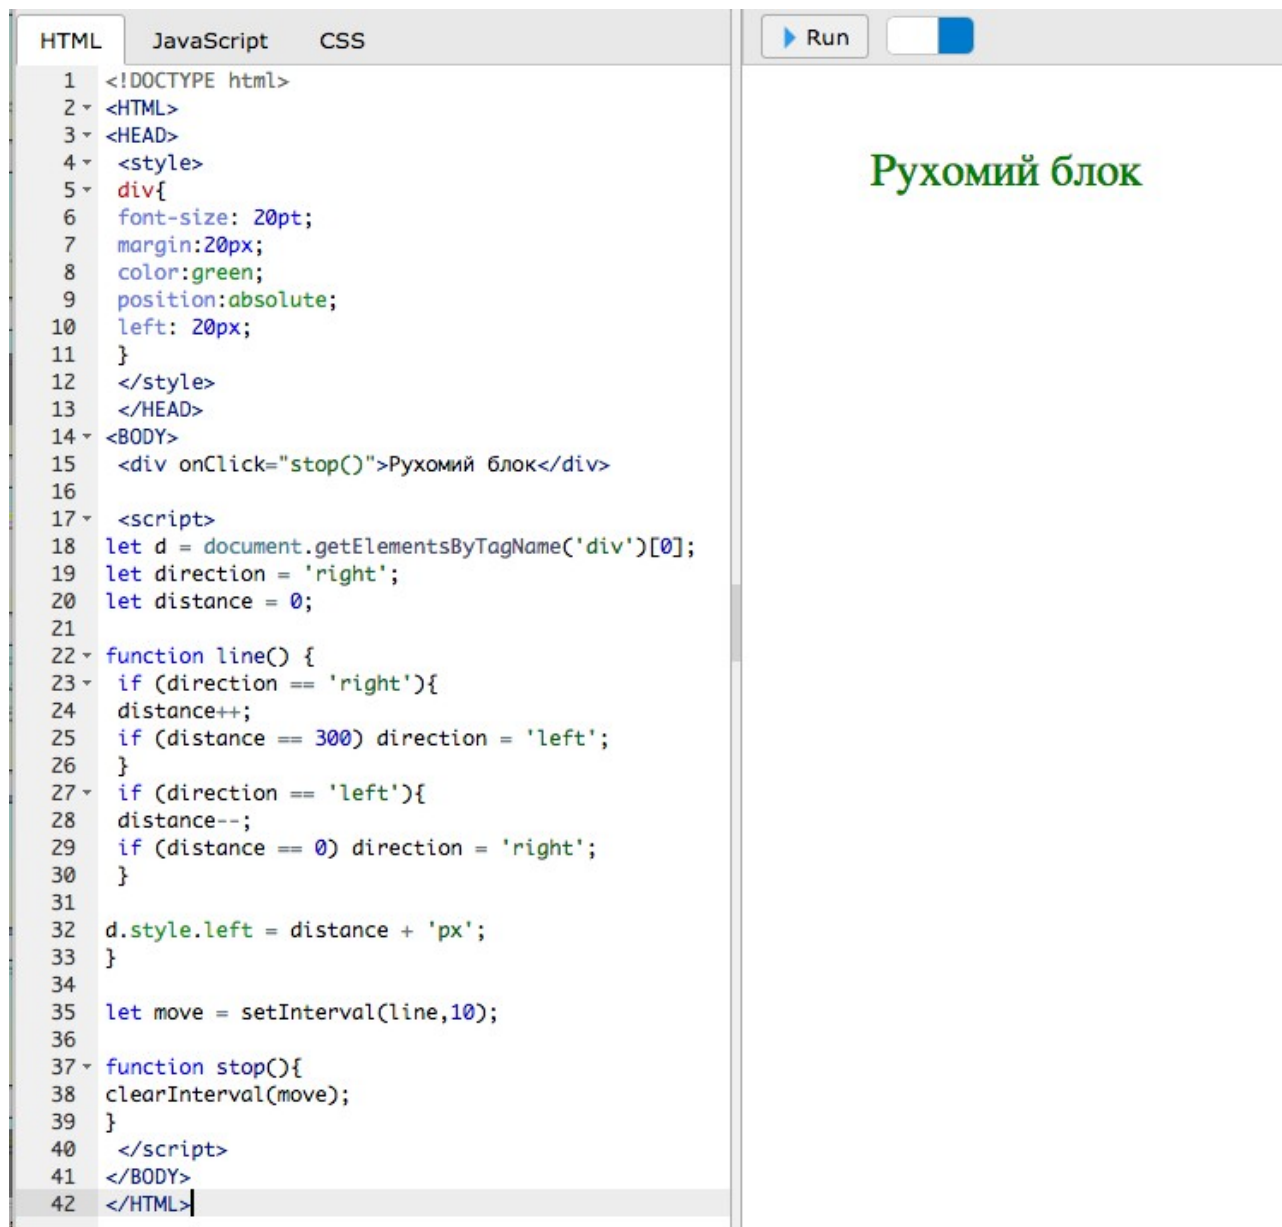 HTML JavaScript CSS Run
1 <!DOCTYPE html>
2 <HTML>
3 <HEAD>
4 <style>
5 div{
6 font-size: 20pt;
7 margin:20px;
8 color:green;
9 position:absolute;
10 left: 20px;
11 }
12 </style>
13 </HEAD>
14 <BODY>
15 <div onClick="stop()">Рухомий блок</div>
16
17 <script>
18 let d = document.getElementsByTagName('div')[0];
19 let direction = 'right';
20 let distance = 0;
21
22 function line() {
23 if (direction == 'right'){
24 distance++;
25 if (distance == 300) direction = 'left';
26 }
27 if (direction == 'left'){
28 distance--;
29 if (distance == 0) direction = 'right';
30 }
31
32 d.style.left = distance + 'px';
33 }
34
35 let move = setInterval(line,10);
36
37 function stop(){
38 clearInterval(move);
39 }
40 </script>
41 </BODY>
42 </HTML>
Рухомий блок